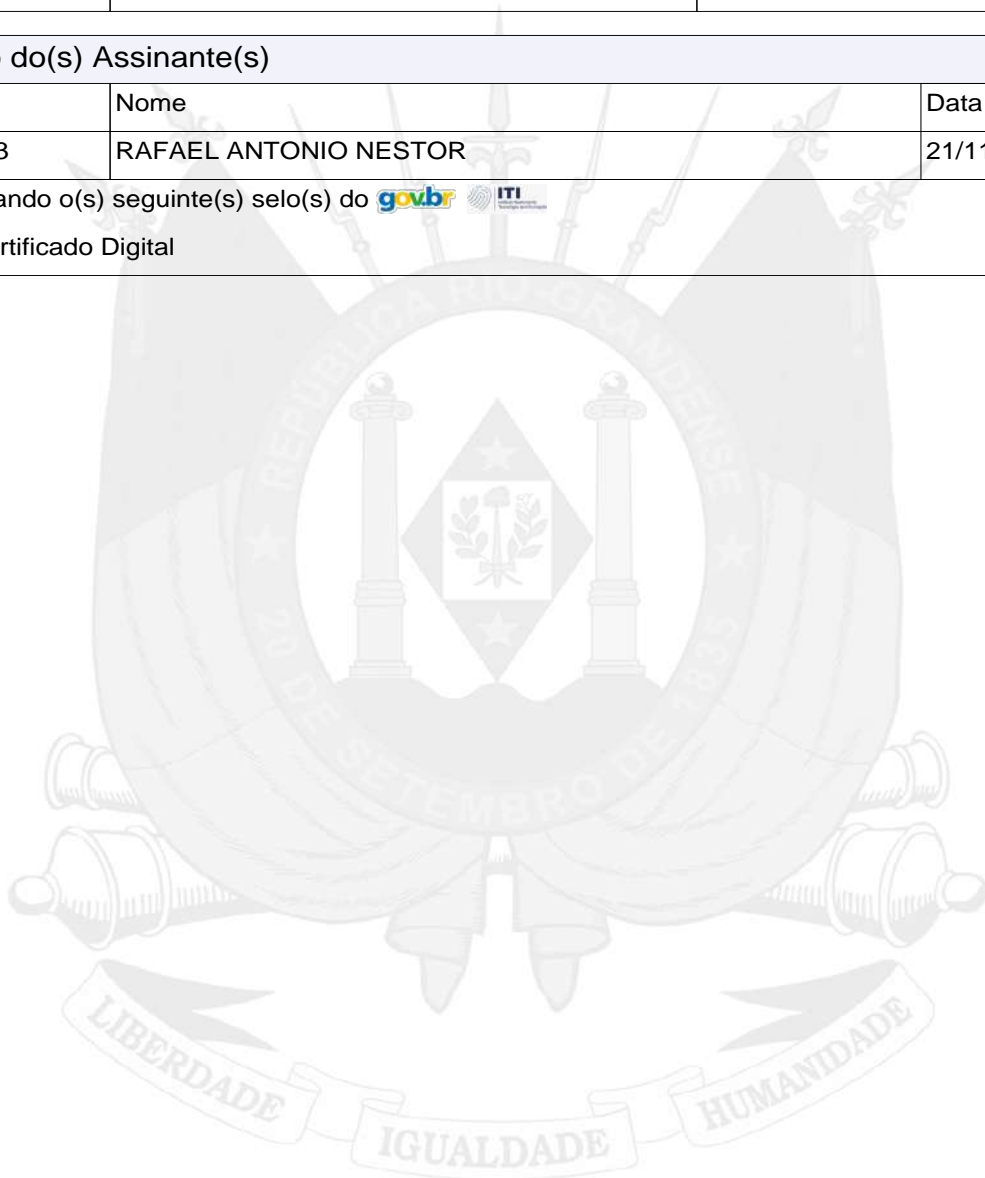 o do(s) Assinante(s)
Nome
Data
3
RAFAEL ANTONIO NESTOR
21/11
ando o(s) seguinte(s) selo(s) do gov.br ITI
rtificado Digital
REPÚBLICA RIO-GRANDENSE
20 DE SETEMBRO DE 1835
LIBERDADE
IGUALDADE
HUMANIDADE